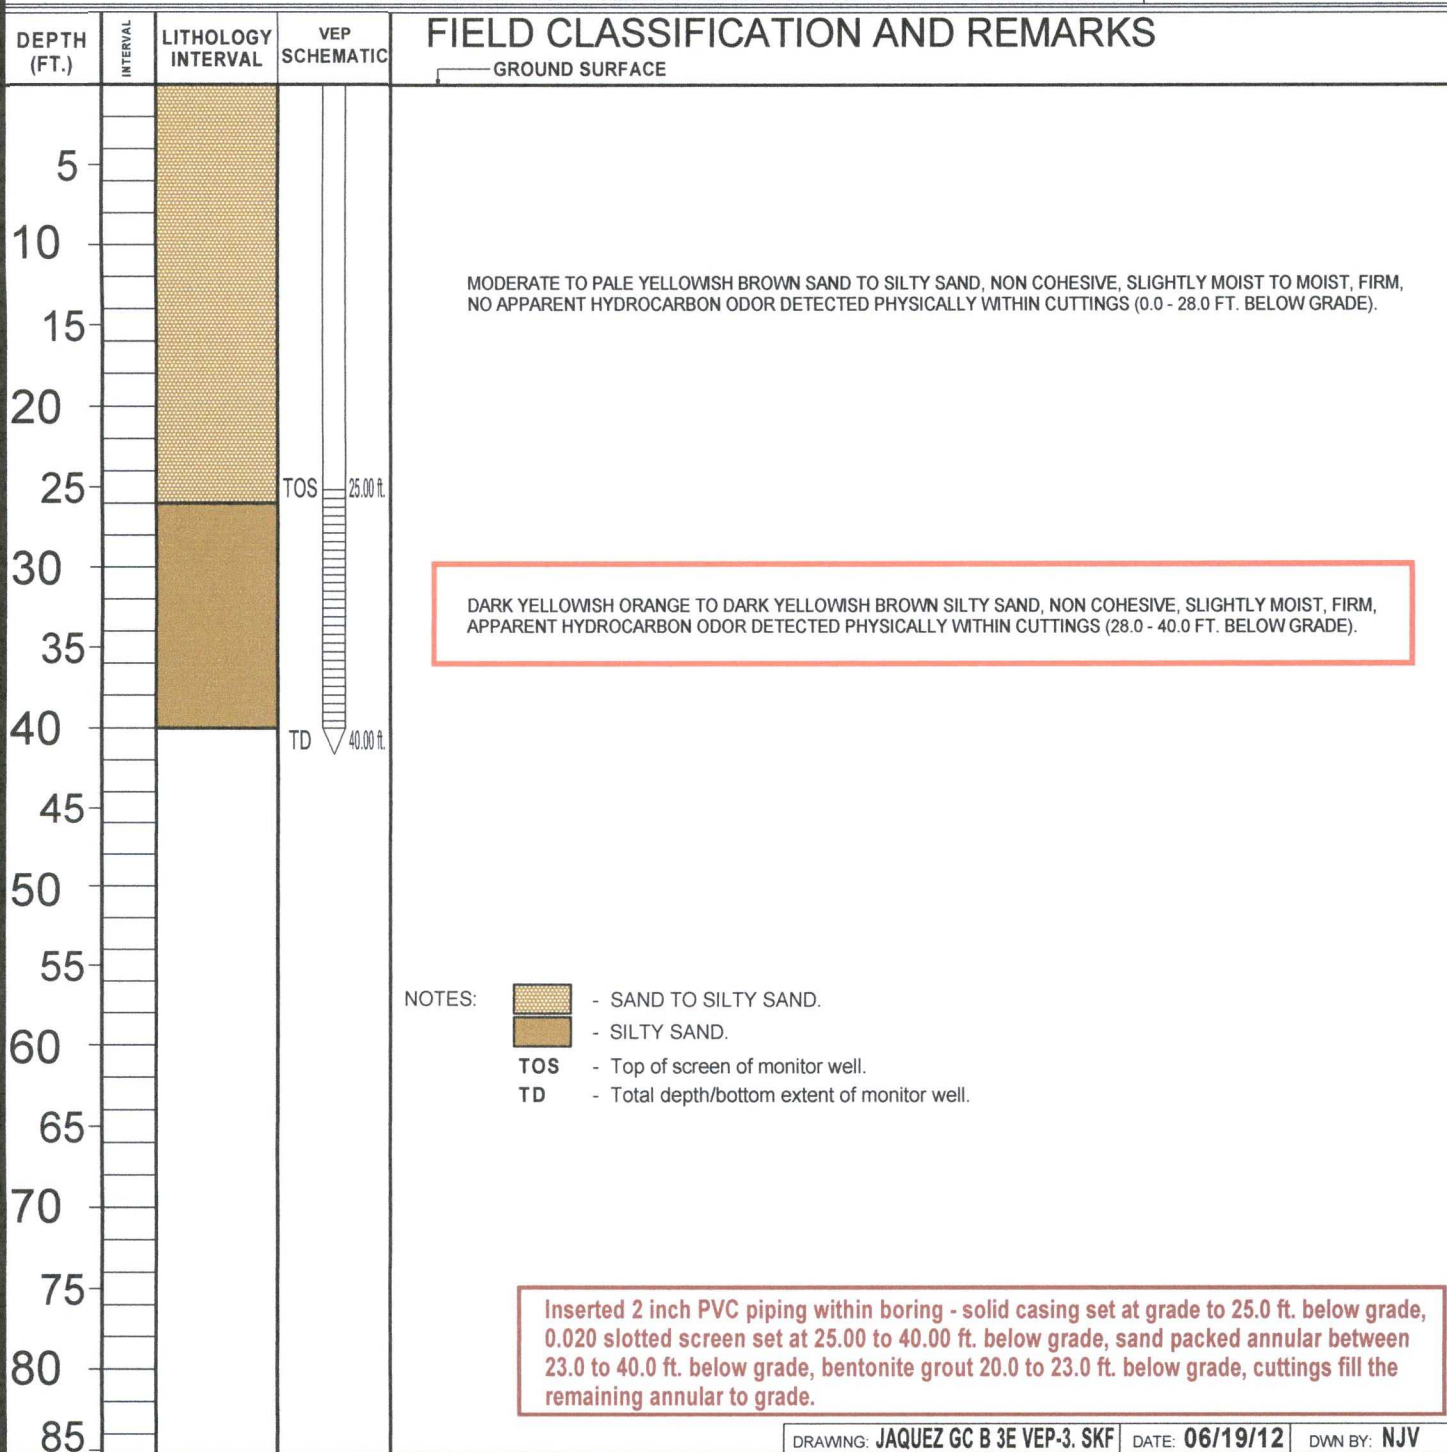 DEPTH
(FT.)
INTERVAL
LITHOLOGY
INTERVAL
VEP
SCHEMATIC
FIELD CLASSIFICATION AND REMARKS
GROUND SURFACE
5
10
MODERATE TO PALE YELLOWISH BROWN SAND TO SILTY SAND, NON COHESIVE, SLIGHTLY MOIST TO MOIST, FIRM,
NO APPARENT HYDROCARBON ODOR DETECTED PHYSICALLY WITHIN CUTTINGS (0.0 - 28.0 FT. BELOW GRADE).
15
20
25
TOS 25.00 ft.
30
DARK YELLOWISH ORANGE TO DARK YELLOWISH BROWN SILTY SAND, NON COHESIVE, SLIGHTLY MOIST, FIRM,
APPARENT HYDROCARBON ODOR DETECTED PHYSICALLY WITHIN CUTTINGS (28.0 - 40.0 FT. BELOW GRADE).
35
40
TD 40.00 ft.
45
50
55
NOTES: - SAND TO SILTY SAND.
- SILTY SAND.
60
TOS - Top of screen of monitor well.
TD - Total depth/bottom extent of monitor well.
65
70
75
Inserted 2 inch PVC piping within boring - solid casing set at grade to 25.0 ft. below grade,
0.020 slotted screen set at 25.00 to 40.00 ft. below grade, sand packed annular between
23.0 to 40.0 ft. below grade, bentonite grout 20.0 to 23.0 ft. below grade, cuttings fill the
remaining annular to grade.
80
85
DRAWING: JAQUEZ GC B 3E VEP-3. SKF DATE: 06/19/12 DWN BY: NJV